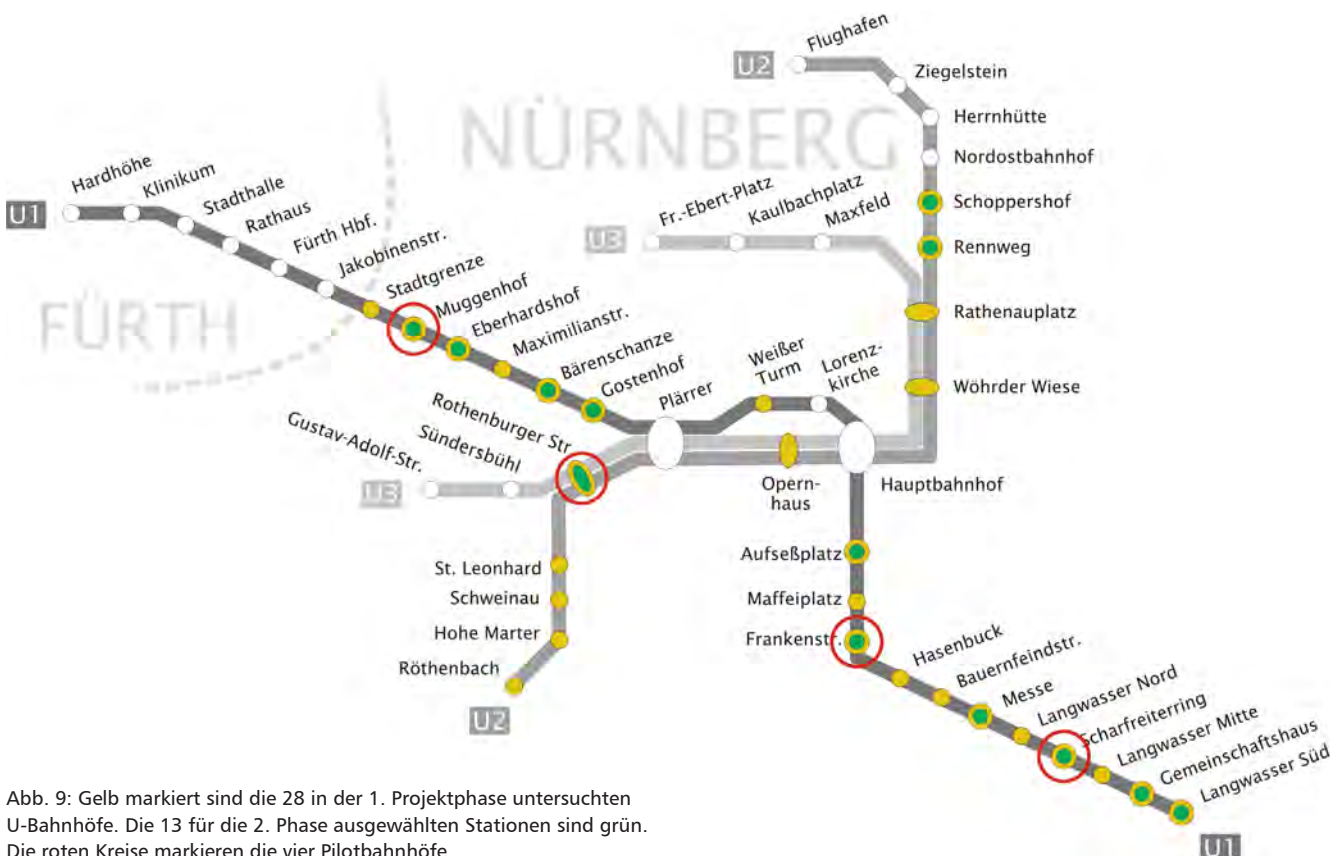 Flughafen
U2
Ziegelstein
Herrnhütte
NÜRNBERG
Nordostbahnhof
Hardhöhe
Klinikum
Stadthalle
Rathaus
Fürth Hbf.
Jakobinenstr.
Stadtgrenze
Muggenhof
Eberhardshof
Maximilianstr.
Bärenschanze
Gostenhof
U1
FÜRTH
Fr.-Ebert-Platz
Kaulbachplatz
Maxfeld
U3
Schoppershof
Rennweg
Rathenauplatz
Wöhrder Wiese
Weißer
Turm
Lorenz-
kirche
Plärrer
Rothenburger Str.
Sündersbühl
Gustav-Adolf-Str.
U3
Opern-
haus
Hauptbahnhof
St. Leonhard
Schweinau
Hohe Marter
Röthenbach
U2
Aufseßplatz
Maffeiplatz
Frankenstr.
Hasenbuck
Bauernfeindstr.
Messe
Langwasser Nord
Scharfreiterring
Langwasser Mitte
Gemeinschaftshaus
Langwasser Süd
U1
Abb. 9: Gelb markiert sind die 28 in der 1. Projektphase untersuchten
U-Bahnhöfe. Die 13 für die 2. Phase ausgewählten Stationen sind grün.
Die roten Kreise markieren die vier Pilotbahnhöfe